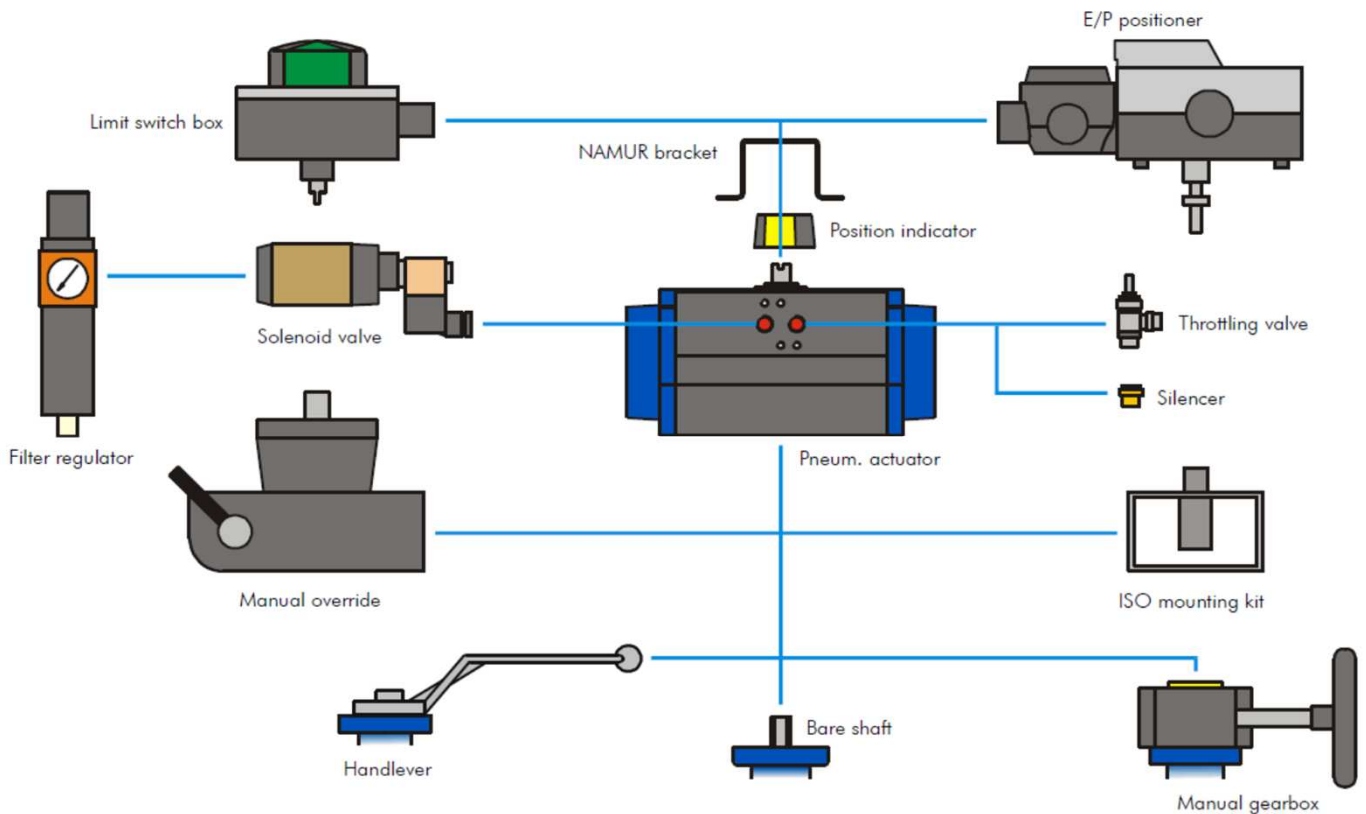 E/P positioner
Limit switch box
NAMUR bracket
Position indicator
Solenoid valve
Throttling valve
Silencer
Filter regulator
Pneum. actuator
Manual override
ISO mounting kit
Bare shaft
Handlever
Manual gearbox